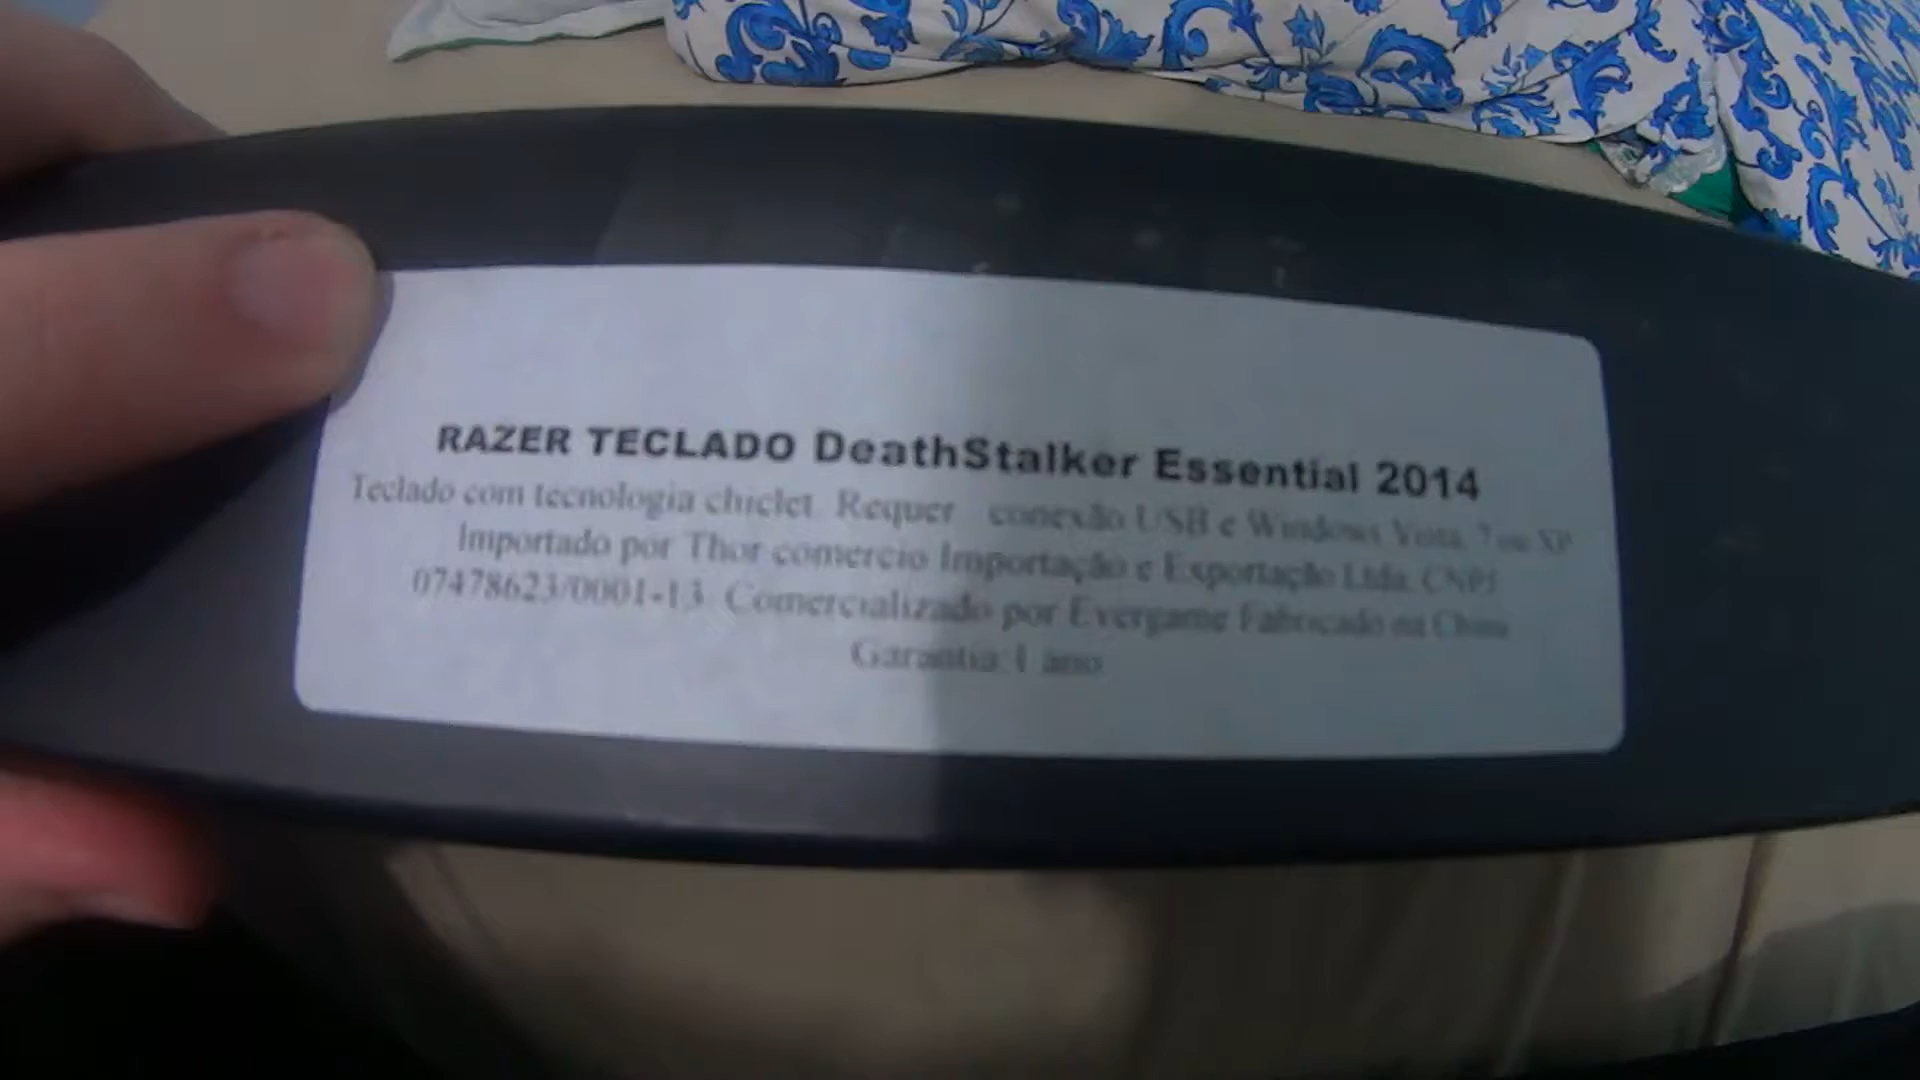 RAZER TECLADO DeathStalker Essential 2014
Teclado com tecnologia chiclet. Requer conexão USB e Windows Vista, 7 ou XP
Importado por Thor comercio Importação e Exportação Ltda. CNPJ
07478623/0001-13. Comercializado por Evergame Fabricado na China
Garantia: 1 ano